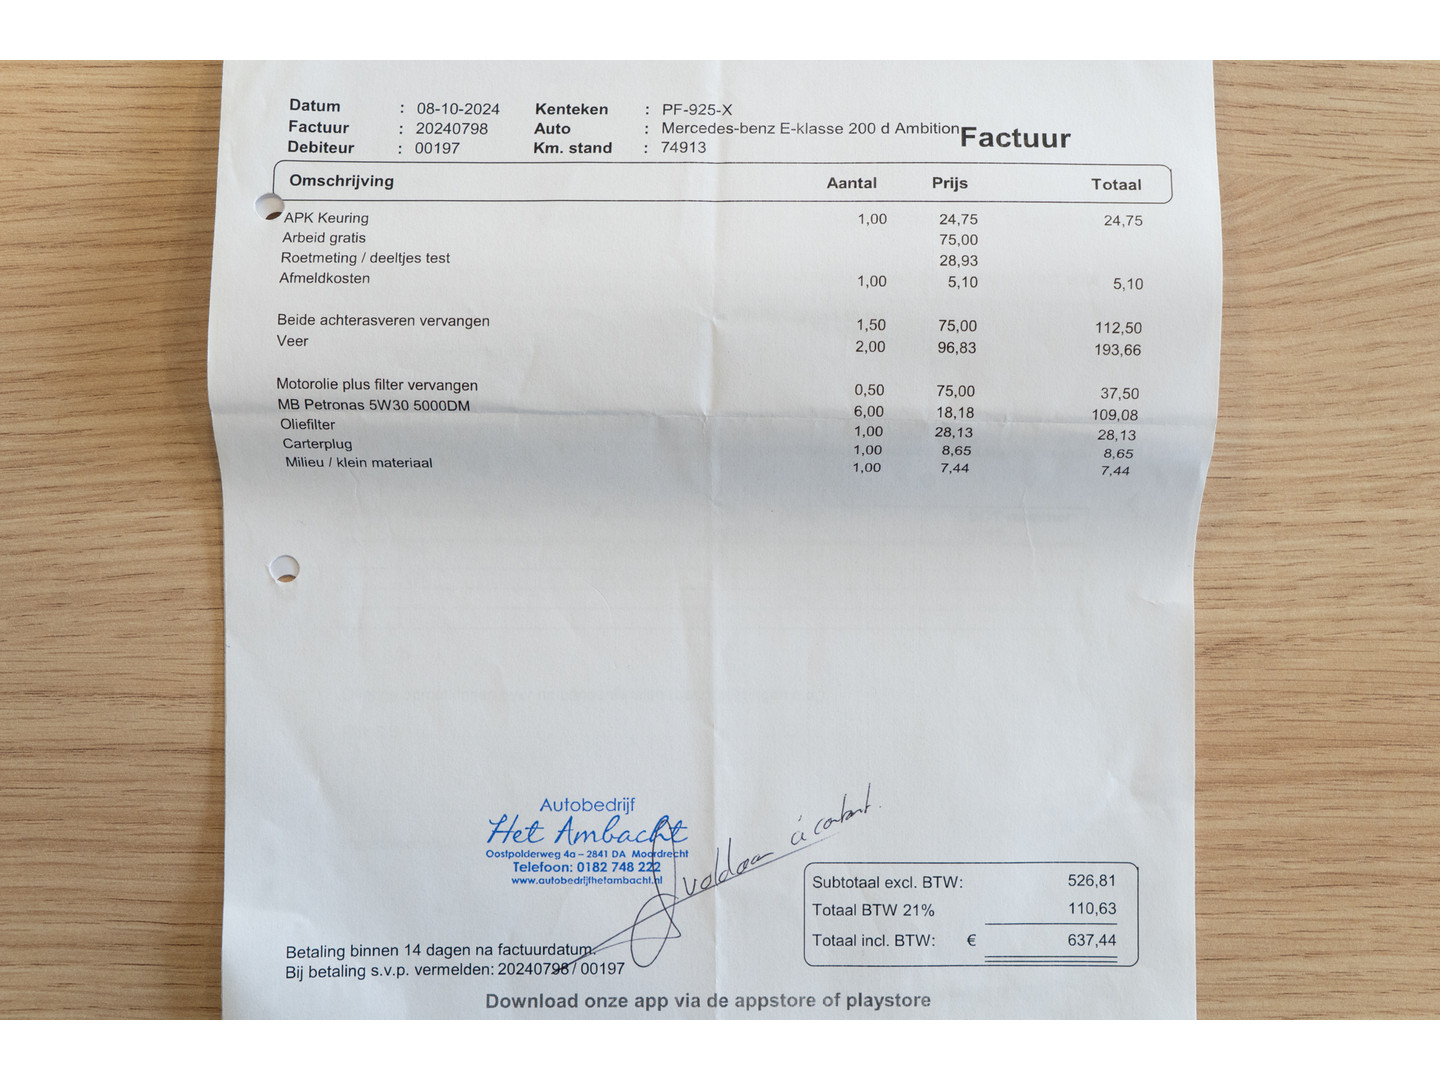 Datum : 08-10-2024 Kenteken : PF-925-X
Factuur : 20240798 Auto : Mercedes-benz E-klasse 200 d Ambition Factuur
Debiteur : 00197 Km. stand : 74913
Omschrijving Aantal Prijs Totaal
APK Keuring 1,00 24,75 24,75
Arbeid gratis 75,00
Roetmeting / deeltjes test 28,93
Afmeldkosten 1,00 5,10 5,10
Beide achterasveren vervangen 1,50 75,00 112,50
Veer 2,00 96,83 193,66
Motorolie plus filter vervangen 0,50 75,00 37,50
MB Petronas 5W30 5000DM 6,00 18,18 109,08
Oliefilter 1,00 28,13 28,13
Carterplug 1,00 8,65 8,65
Milieu / klein materiaal 1,00 7,44 7,44
Autobedrijf
Het Ambacht
Oostpolderweg 4a – 2841 DA Moordrecht
Telefoon: 0182 748 222
www.autobedrijfhetambacht.nl
voldaan à contant.
Subtotaal excl. BTW: 526,81
Totaal BTW 21% 110,63
Totaal incl. BTW: € 637,44
Betaling binnen 14 dagen na factuurdatum.
Bij betaling s.v.p. vermelden: 20240798 / 00197
Download onze app via de appstore of playstore